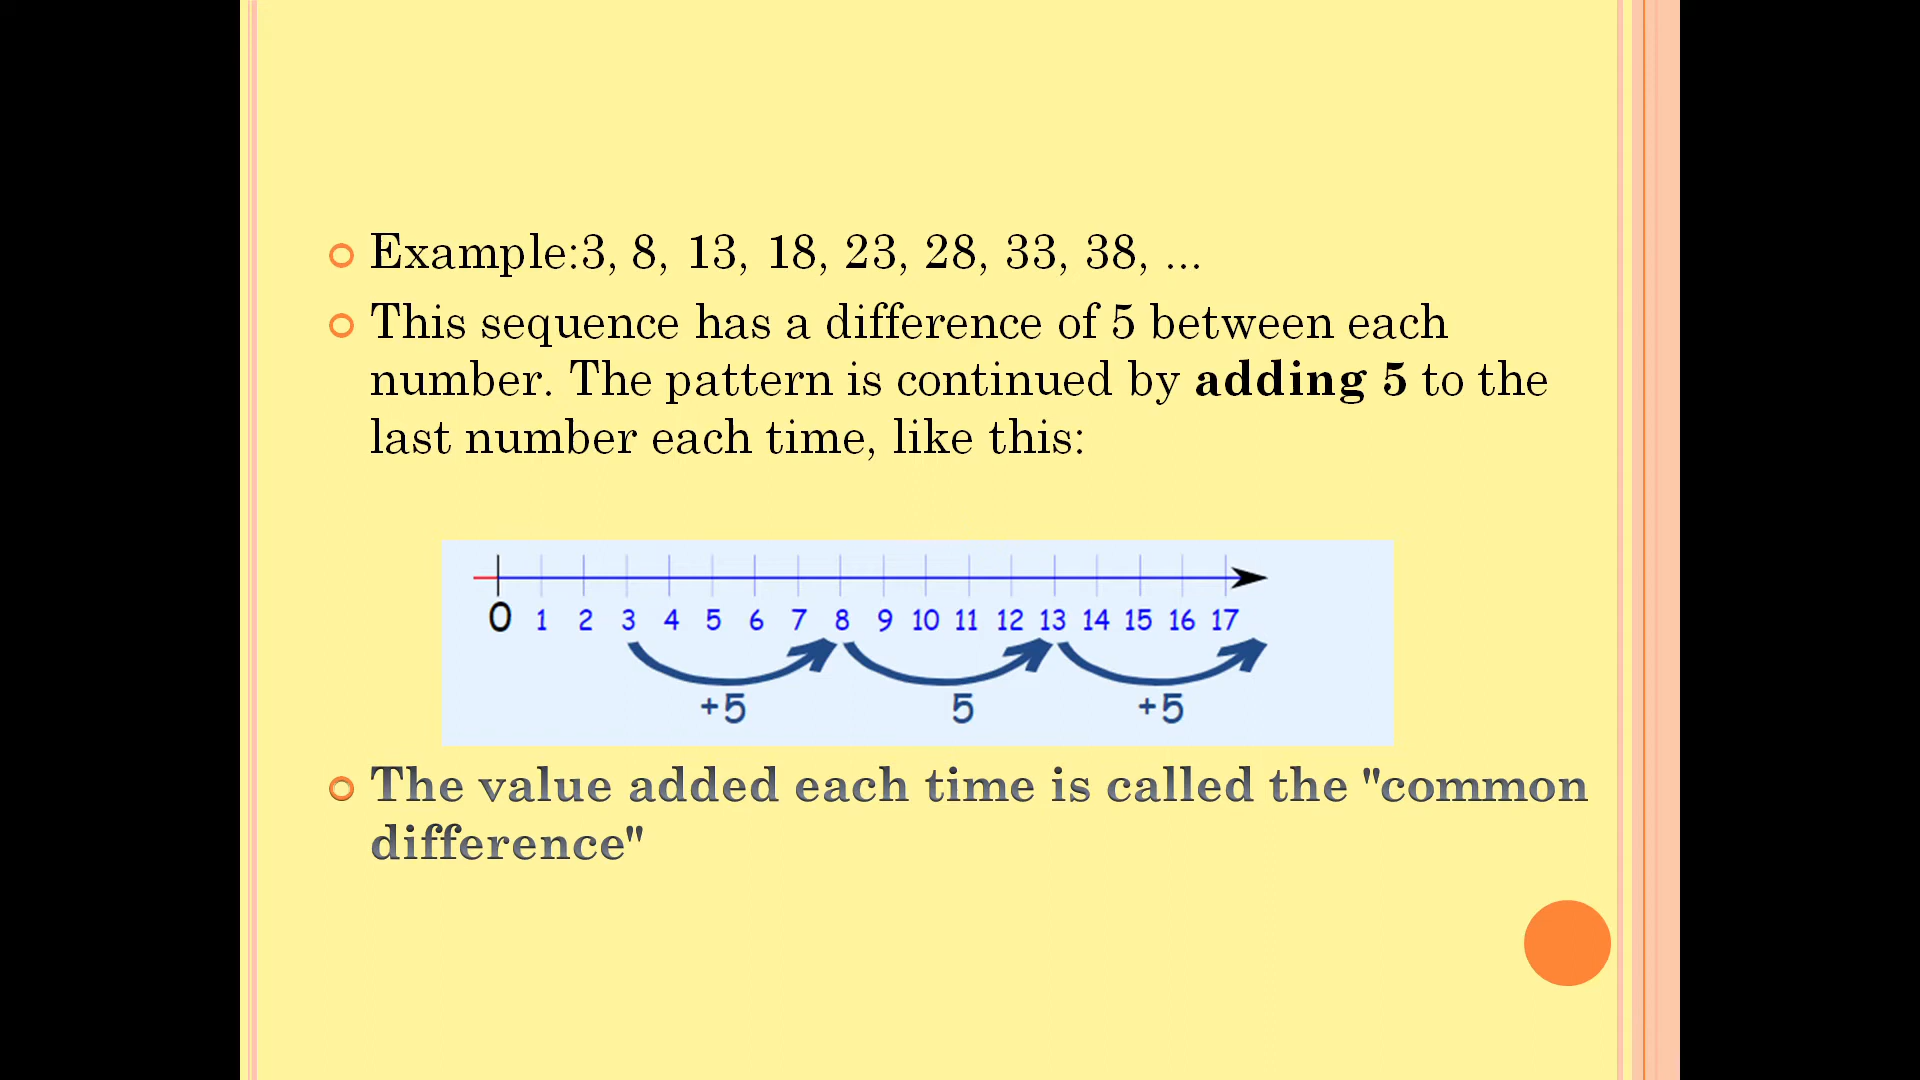 Example:3, 8, 13, 18, 23, 28, 33, 38, ...
This sequence has a difference of 5 between each
number. The pattern is continued by adding 5 to the
last number each time, like this:
0 1 2 3 4 5 6 7 8 9 10 11 12 13 14 15 16 17
+5 5 +5
The value added each time is called the "common
difference"